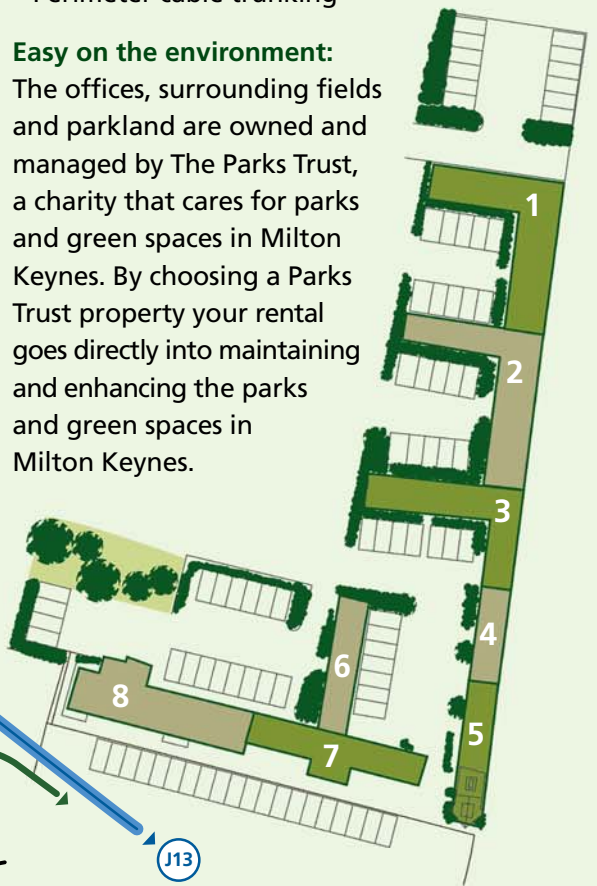 Perimeter cable trunking
Easy on the environment:
The offices, surrounding fields
and parkland are owned and
managed by The Parks Trust,
a charity that cares for parks
and green spaces in Milton
Keynes. By choosing a Parks
Trust property your rental
goes directly into maintaining
and enhancing the parks
and green spaces in
Milton Keynes.
1
2
3
4
5
6
7
8
J13